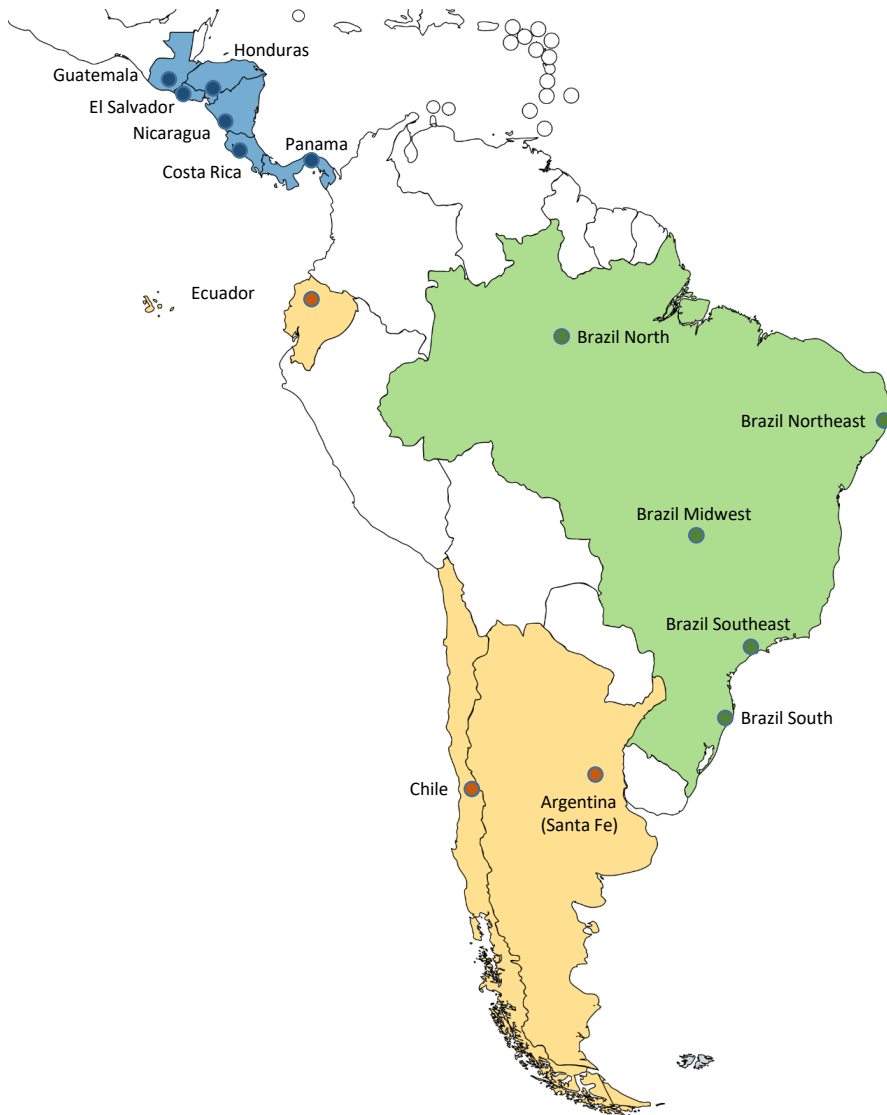 Honduras
Guatemala
El Salvador
Nicaragua
Panama
Costa Rica
Ecuador
Brazil North
Brazil Northeast
Brazil Midwest
Brazil Southeast
Brazil South
Chile
Argentina
(Santa Fe)